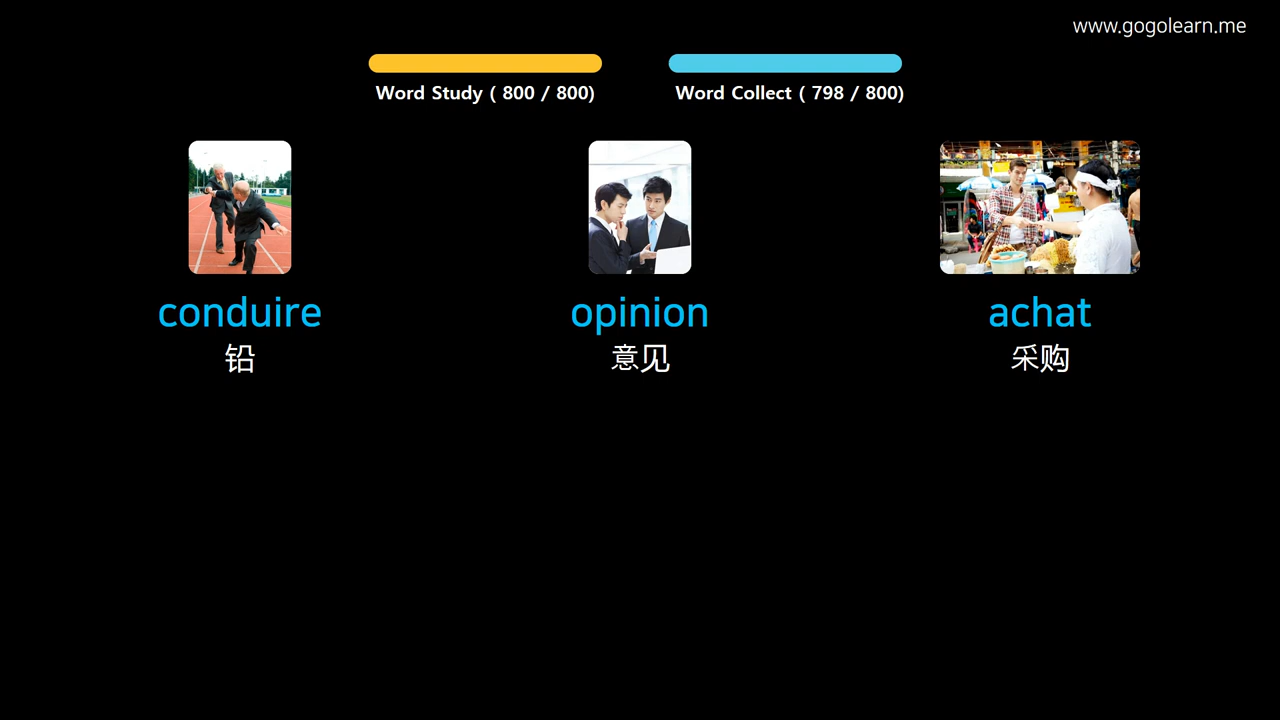 www.gogolearn.me
Word Study ( 800 / 800)
Word Collect ( 798 / 800)
conduire
铅
opinion
意见
achat
采购